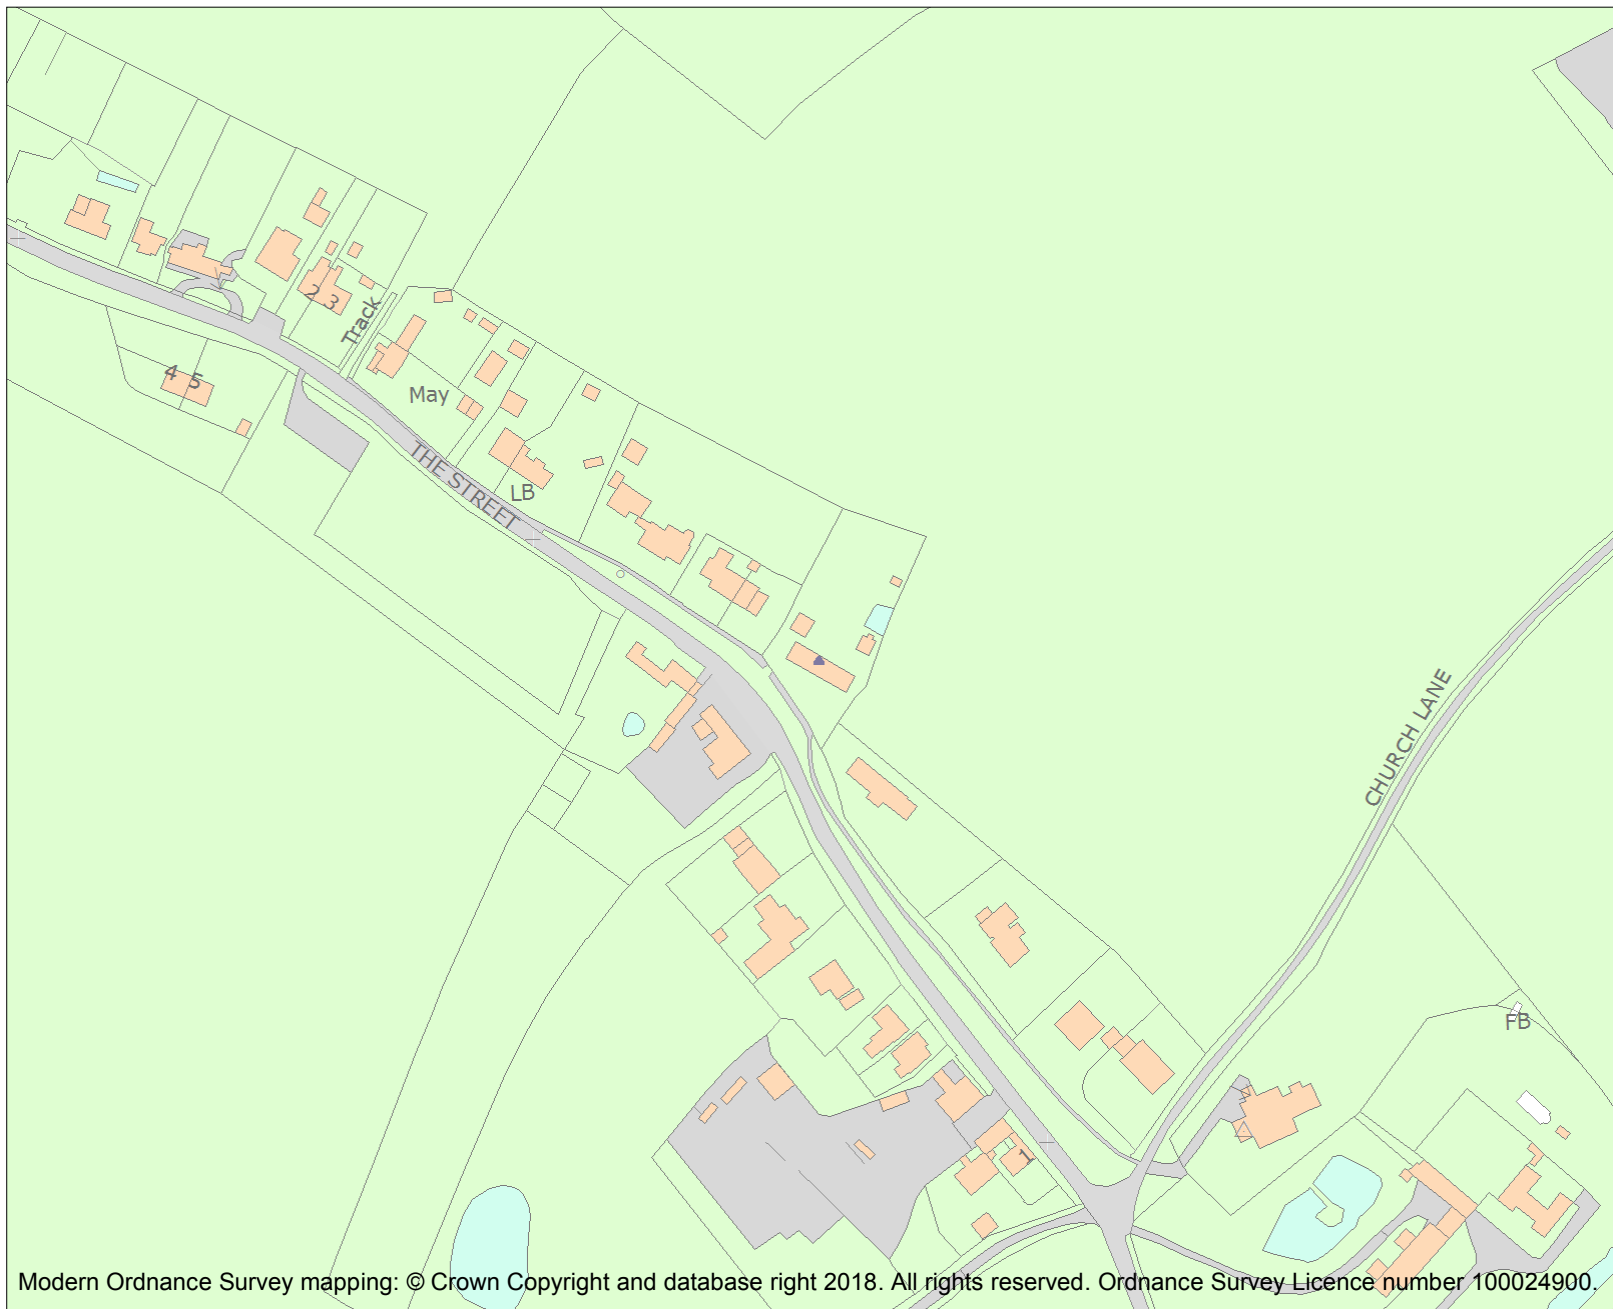 2 3
Track
4 5
May
THE STREET
LB
CHURCH LANE
FB
1
Modern Ordnance Survey mapping: © Crown Copyright and database right 2018. All rights reserved. Ordnance Survey Licence number 100024900.